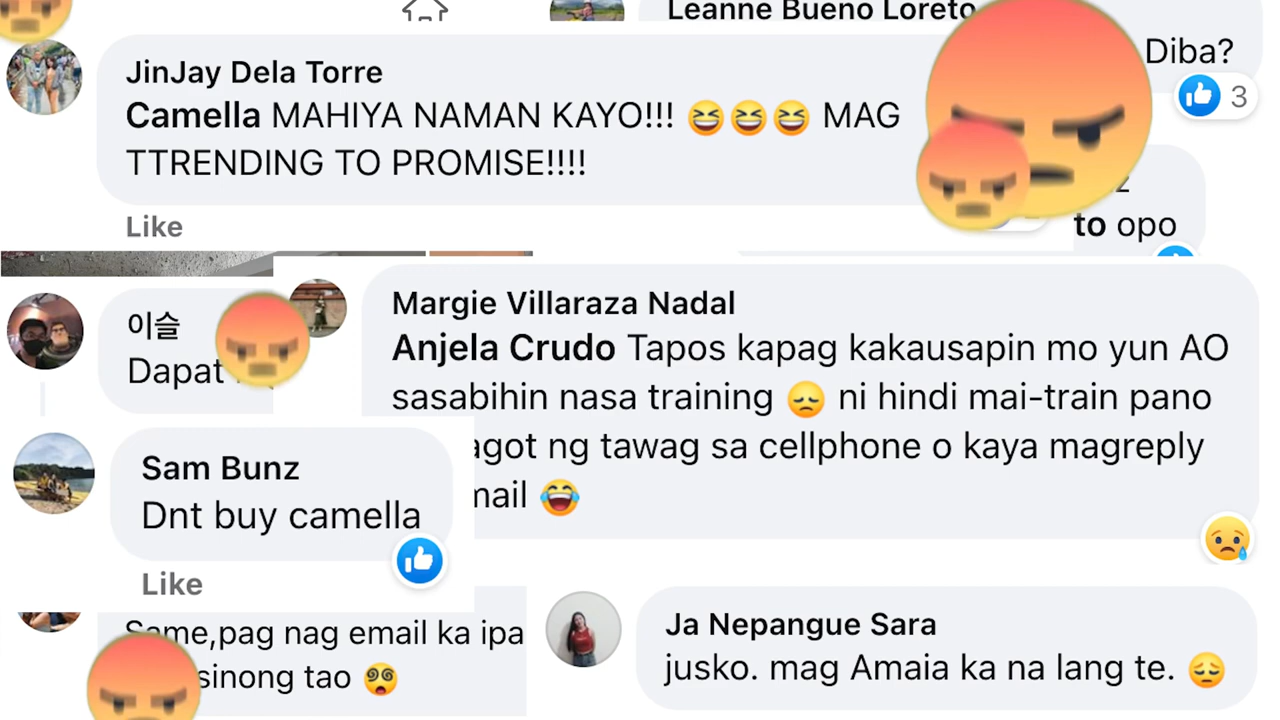 Leanne Bueno Loreto
Diba?
3
JinJay Dela Torre
Camella MAHIYA NAMAN KAYO!!! 😆😆😆 MAG
TTRENDING TO PROMISE!!!!
Like
to opo
이슬
Dapat
Margie Villaraza Nadal
Anjela Crudo Tapos kapag kakausapin mo yun AO
sasabihin nasa training 😞 ni hindi mai-train pano
ng tawag sa cellphone o kaya magreply
😂
Sam Bunz
Dnt buy camella
Like
Same,pag nag email ka ipa
sinong tao 😵‍💫
Ja Nepangue Sara
jusko. mag Amaia ka na lang te. 😔